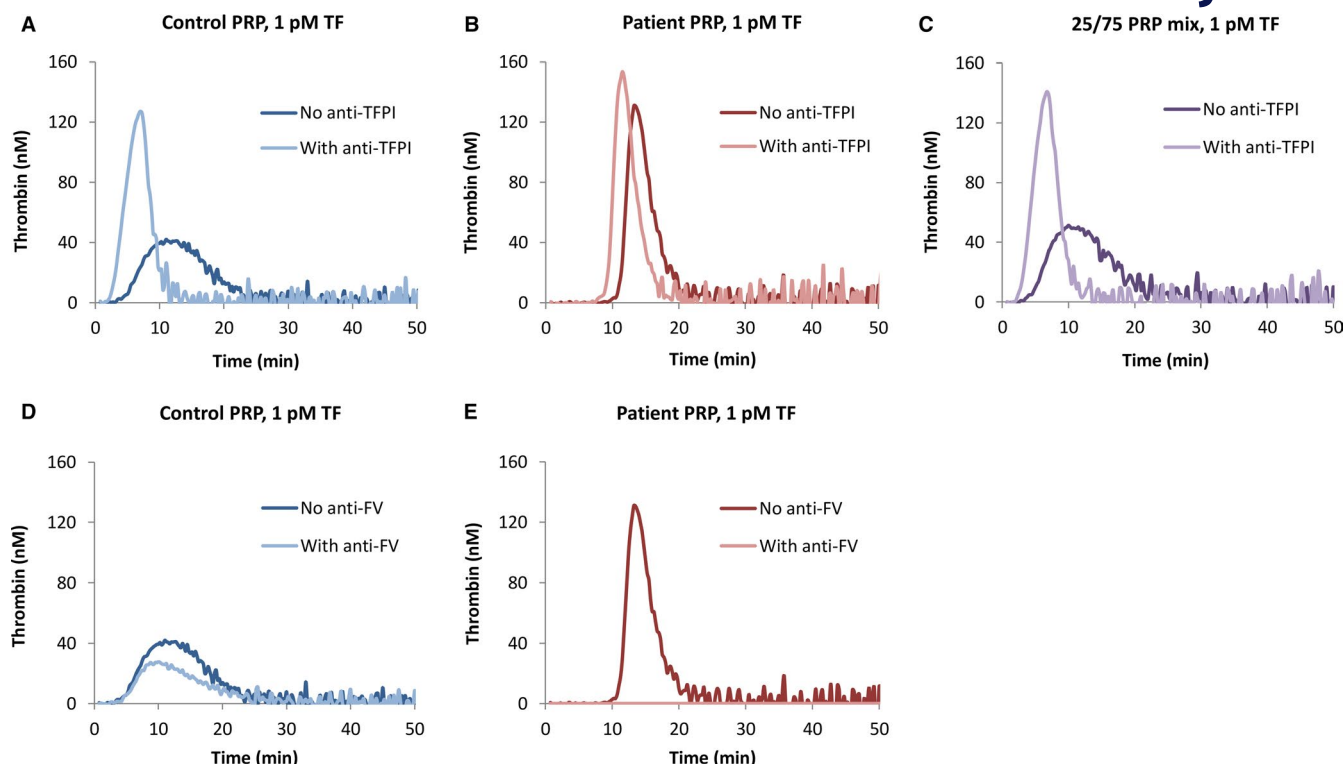 A
Control PRP, 1 pM TF
Thrombin (nM)
160
120
80
40
0
No anti-TFPI
With anti-TFPI
0 10 20 30 40 50
Time (min)
B
Patient PRP, 1 pM TF
Thrombin (nM)
160
120
80
40
0
No anti-TFPI
With anti-TFPI
0 10 20 30 40 50
Time (min)
C
25/75 PRP mix, 1 pM TF
Thrombin (nM)
160
120
80
40
0
No anti-TFPI
With anti-TFPI
0 10 20 30 40 50
Time (min)
D
Control PRP, 1 pM TF
Thrombin (nM)
160
120
80
40
0
No anti-FV
With anti-FV
0 10 20 30 40 50
Time (min)
E
Patient PRP, 1 pM TF
Thrombin (nM)
160
120
80
40
0
No anti-FV
With anti-FV
0 10 20 30 40 50
Time (min)